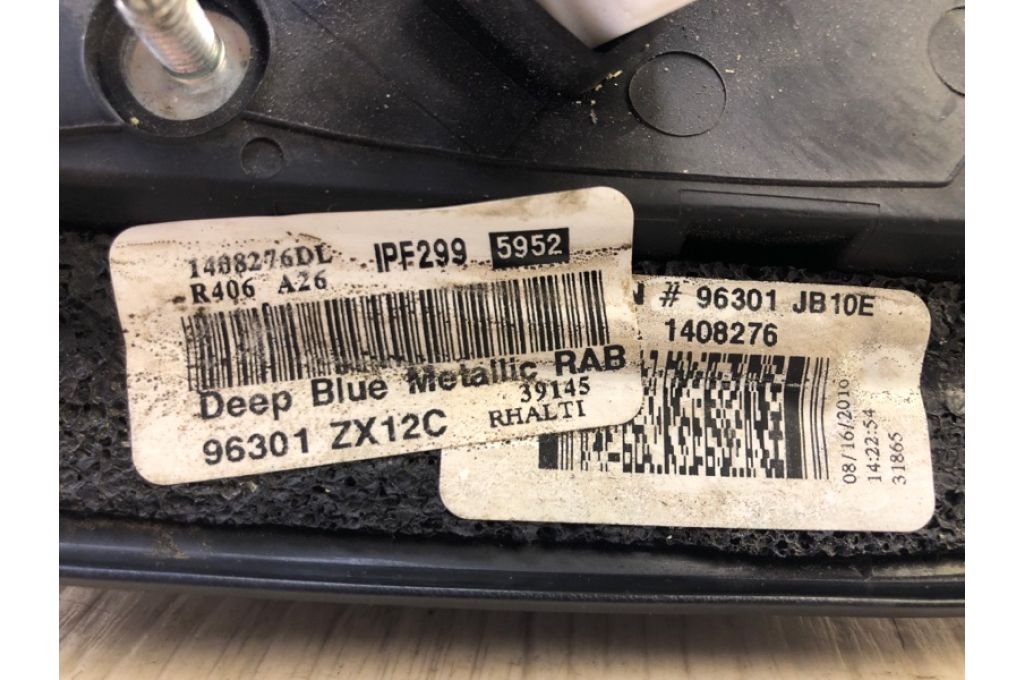 1408276DL IPF299 5952
R406 A26
Deep Blue Metallic RAB
39145
96301 ZX12C RHALTI
# 96301 JB10E
1408276
08/16/2010
14:22:54
31865